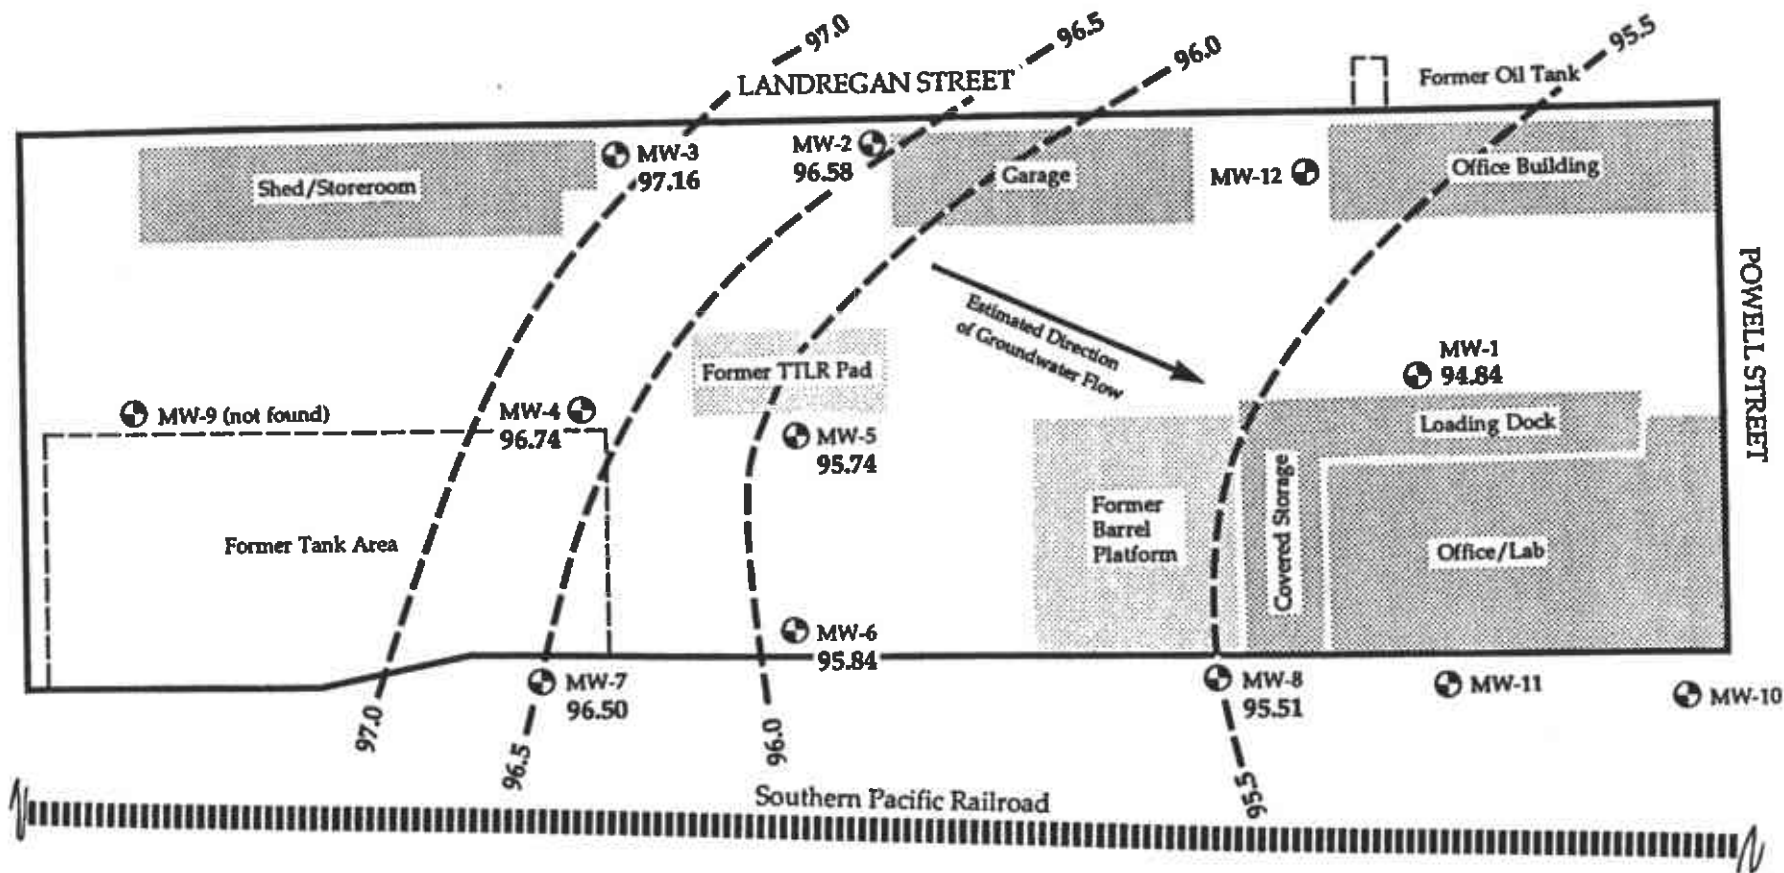 97.0
96.5
96.0
95.5
LANDREGAN STREET
Former Oil Tank
MW-3
97.16
MW-2
96.58
Shed/Storeroom
Garage
MW-12
Office Building
POWELL STREET
Estimated Direction
of Groundwater Flow
Former TTLR Pad
MW-1
94.84
MW-9 (not found)
MW-4
96.74
MW-5
95.74
Loading Dock
Former Tank Area
Former
Barrel
Platform
Covered Storage
Office/Lab
MW-6
95.84
MW-7
96.50
MW-8
95.51
MW-11
MW-10
97.0
96.5
96.0
95.5
Southern Pacific Railroad